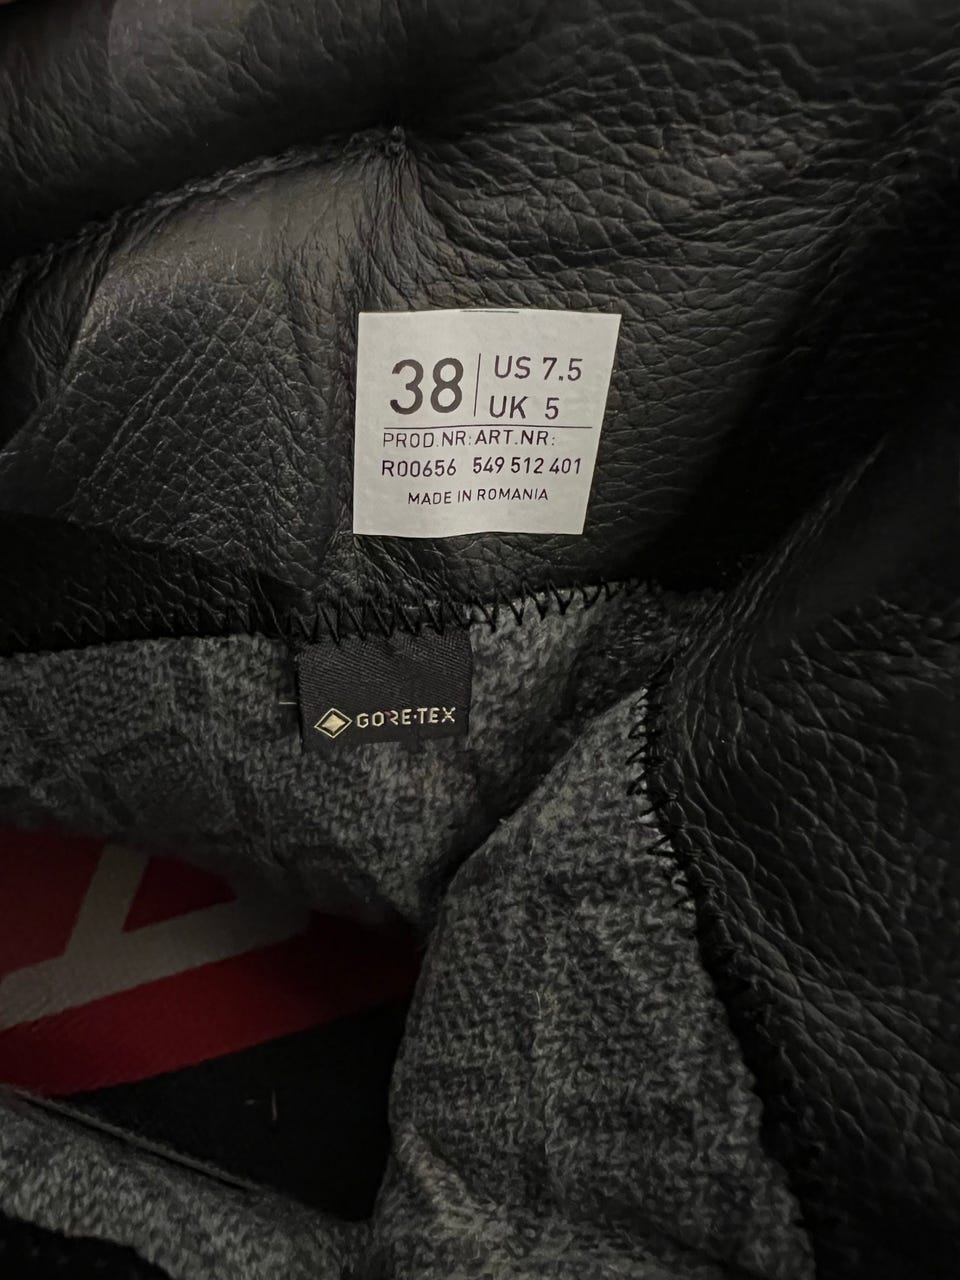 38
US 7.5
UK 5
PROD.NR: ART.NR:
R00656 549 512 401
MADE IN ROMANIA
GORE-TEX